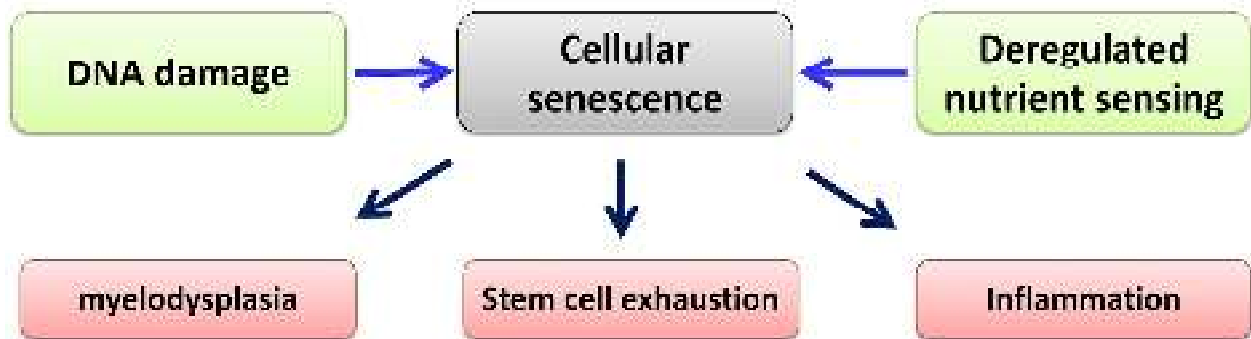 DNA damage
Cellular
senescence
Deregulated
nutrient sensing
myelodysplasia
Stem cell exhaustion
Inflammation